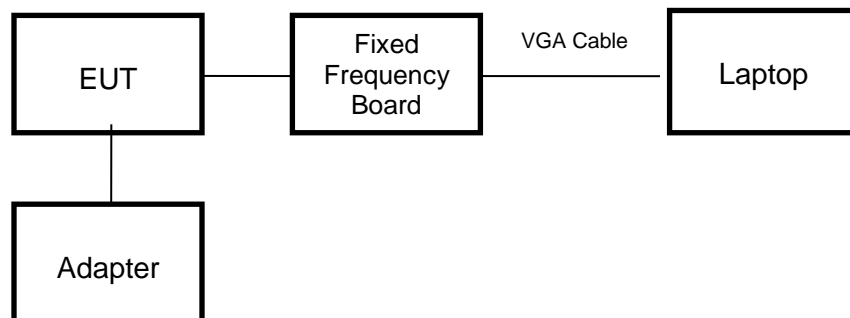 EUT
Fixed
Frequency
Board
VGA Cable
Laptop
Adapter